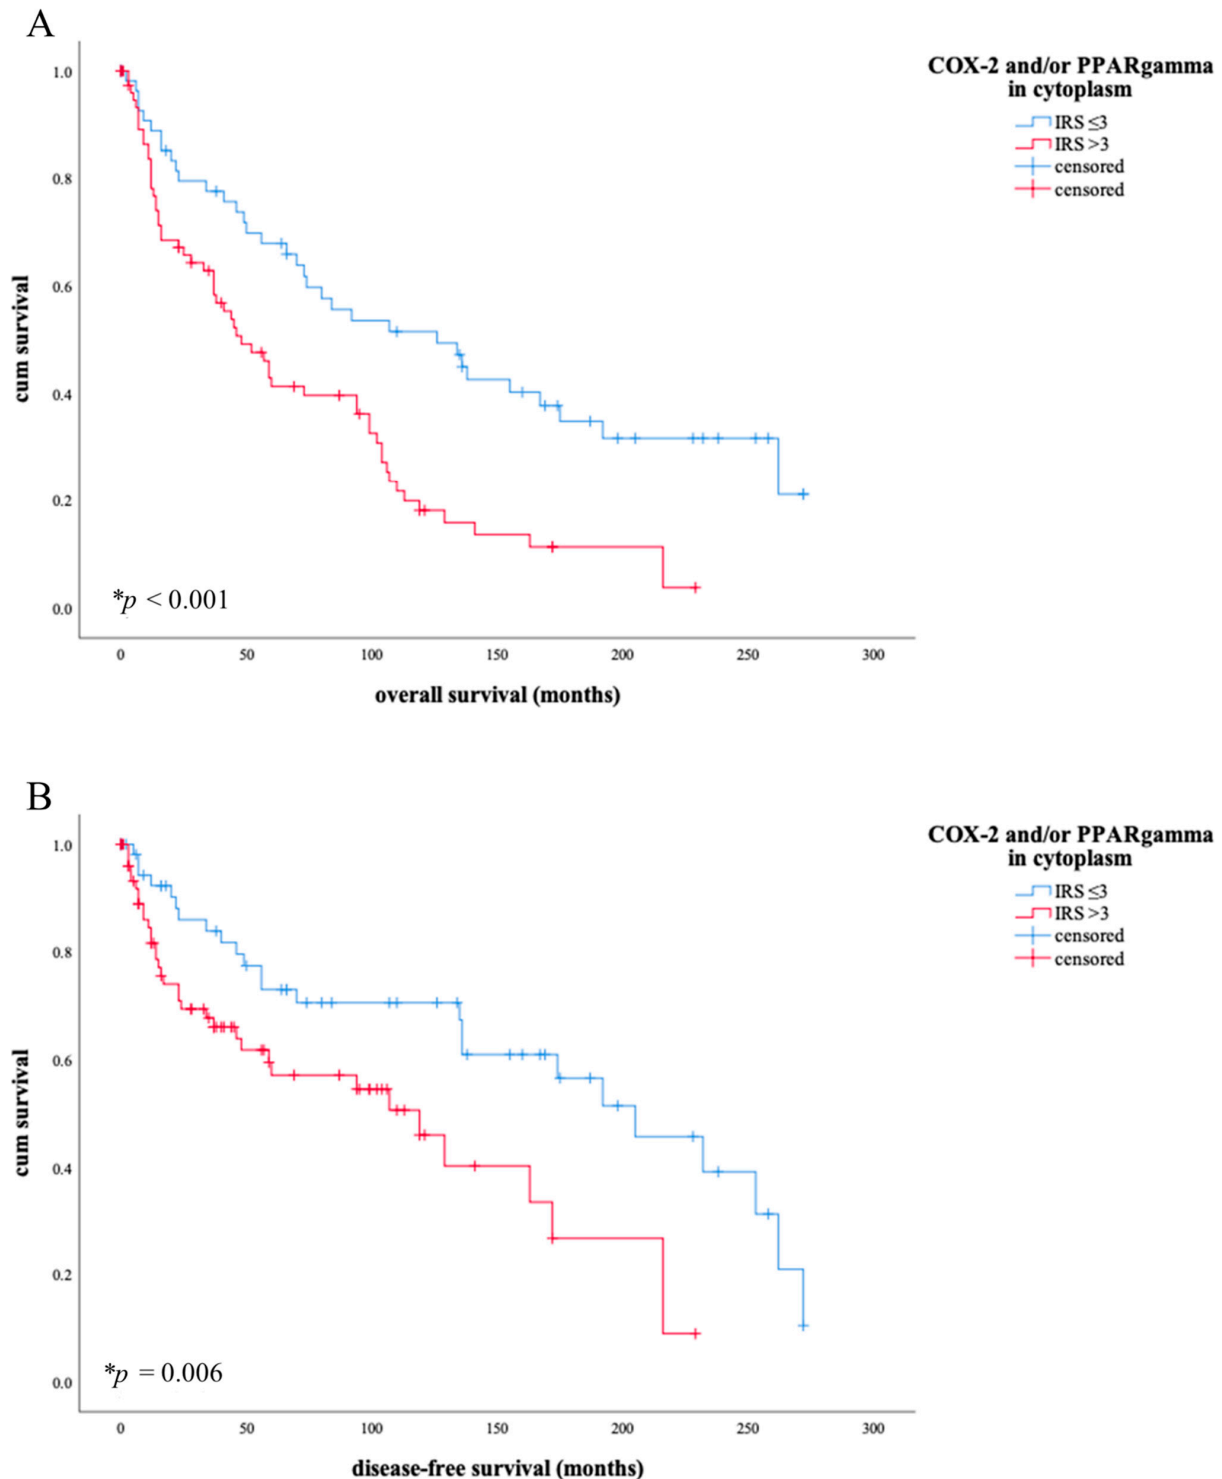 A
COX-2 and/or PPARgamma
in cytoplasm
IRS ≤3
IRS >3
censored
censored
1.0
0.8
0.6
0.4
0.2
0.0
cum survival
*p < 0.001
0 50 100 150 200 250 300
overall survival (months)
B
COX-2 and/or PPARgamma
in cytoplasm
IRS ≤3
IRS >3
censored
censored
1.0
0.8
0.6
0.4
0.2
0.0
cum survival
*p = 0.006
0 50 100 150 200 250 300
disease-free survival (months)